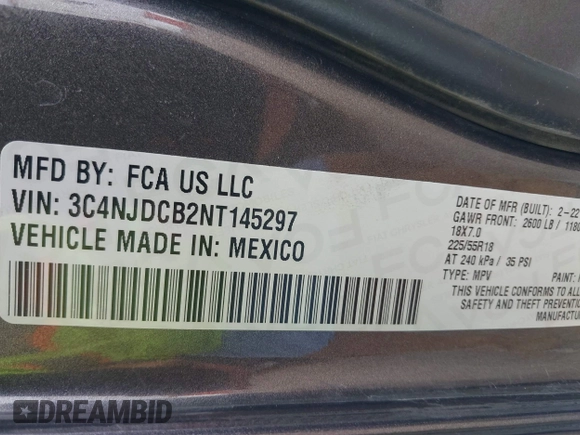 MFD BY: FCA US LLC
VIN: 3C4NJDCB2NT145297
VEHICLE MADE IN: MEXICO
DATE OF MFR (BUILT): 2-22
GAWR FRONT: 2600 LB / 1180
18X7.0
225/55R18
AT 240 kPa / 35 PSI
TYPE: MPV PAINT:
THIS VEHICLE CONFORMS TO ALL
SAFETY AND THEFT
DREAMBID